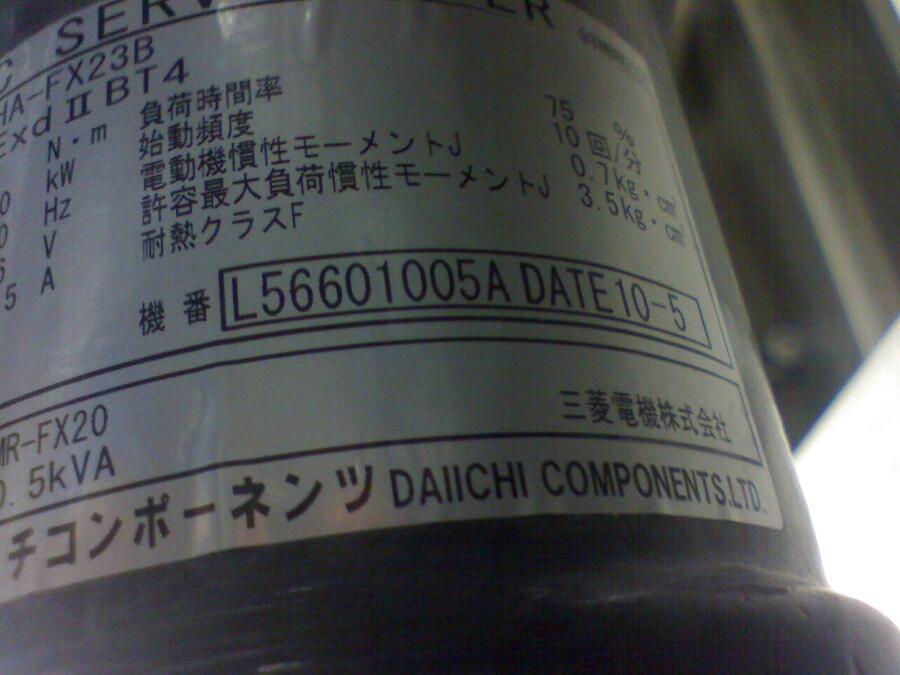 C SERV
HA-FX23B
ExdⅡBT4
N・m 負荷時間率 75 %
kW 始動頻度 10 回/分
Hz 電動機慣性モーメントJ 0.7kg・c㎡
V 許容最大負荷慣性モーメントJ 3.5kg・c㎡
5 A 耐熱クラスF
機番 L56601005A DATE10-5
MR-FX20 三菱電機株式会社
0.5kVA
チコンポーネンツ DAIICHI COMPONENTS,LTD.